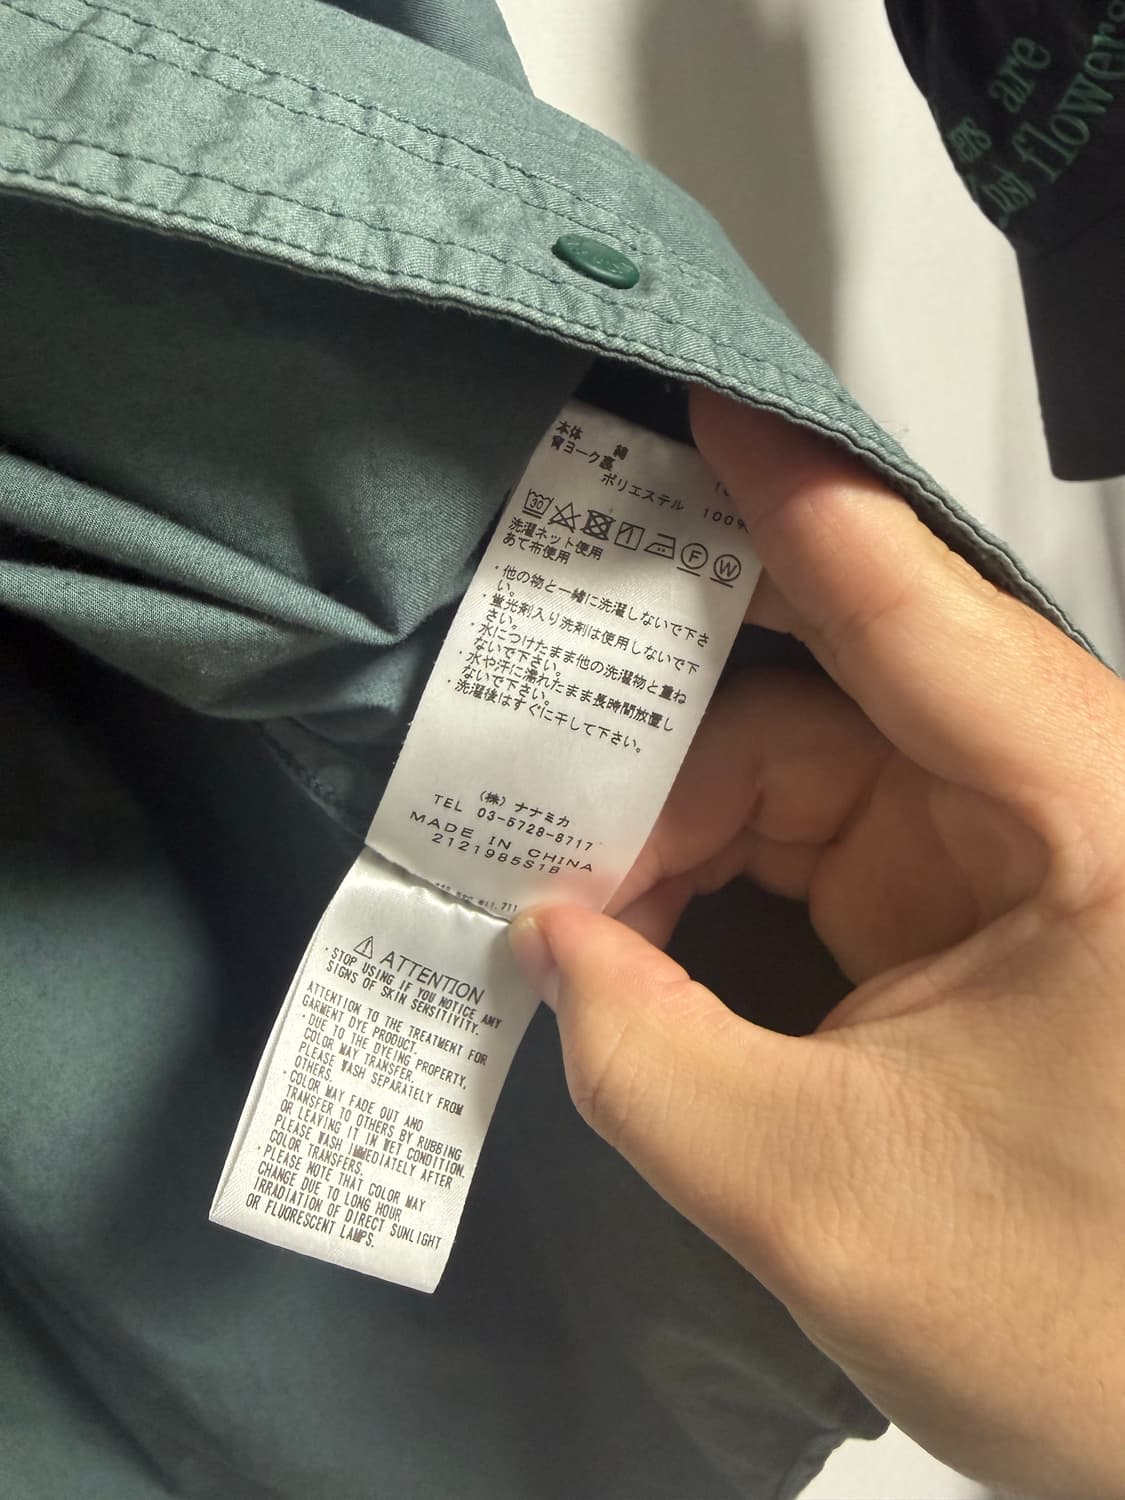 本体 綿
背ヨーク裏
ポリエステル 100%
30
F W
洗濯ネット使用
あて布使用
・他の物と一緒に洗濯しないで下さ
い。
・蛍光剤入り洗剤は使用しないで下
さい。
・水につけたまま他の洗濯物と重ね
ないで下さい。
・水や汗に濡れたまま長時間放置し
ないで下さい。
・洗濯後はすぐに干して下さい。
(株) ナナミカ
TEL 03-5728-8717
MADE IN CHINA
2121985S1B
ATTENTION
・STOP USING IF YOU NOTICE ANY
SIGNS OF SKIN SENSITIVITY.
ATTENTION TO THE TREATMENT FOR
GARMENT DYE PRODUCT.
・DUE TO THE DYEING PROPERTY,
COLOR MAY TRANSFER.
PLEASE WASH SEPARATELY FROM
OTHERS.
・COLOR MAY FADE OUT AND
TRANSFER TO OTHERS BY RUBBING
OR LEAVING IT IN WET CONDITION.
PLEASE WASH IMMEDIATELY AFTER
COLOR TRANSFERS.
・PLEASE NOTE THAT COLOR MAY
CHANGE DUE TO LONG HOUR
IRRADIATION OF DIRECT SUNLIGHT
OR FLUORESCENT LAMPS.
are
just flowers